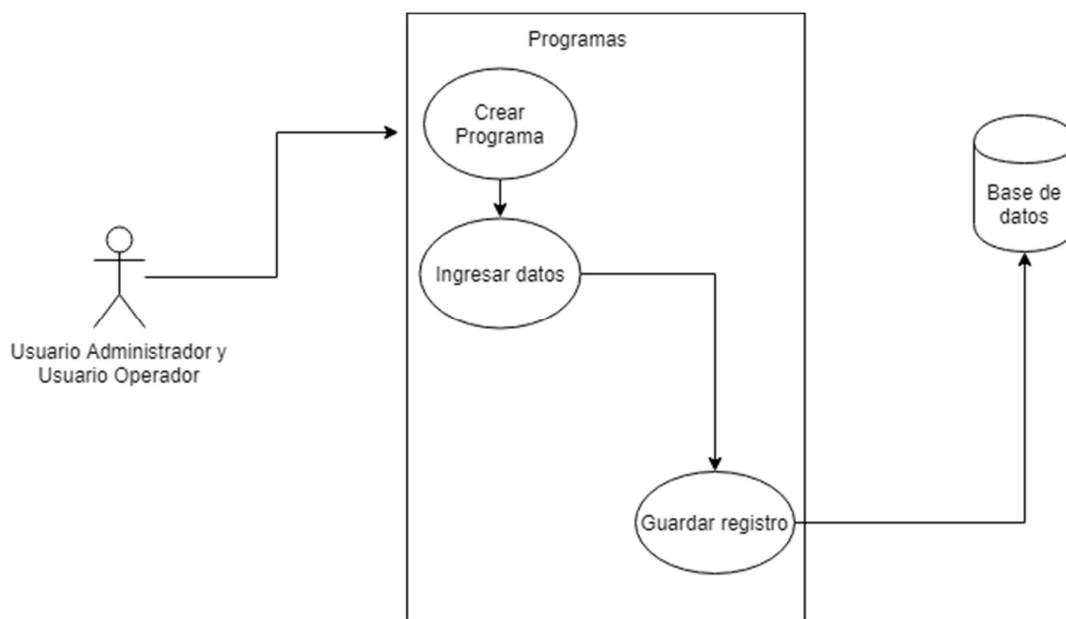 Programas
Crear
Programa
Ingresar datos
Usuario Administrador y
Usuario Operador
Guardar registro
Base de
datos